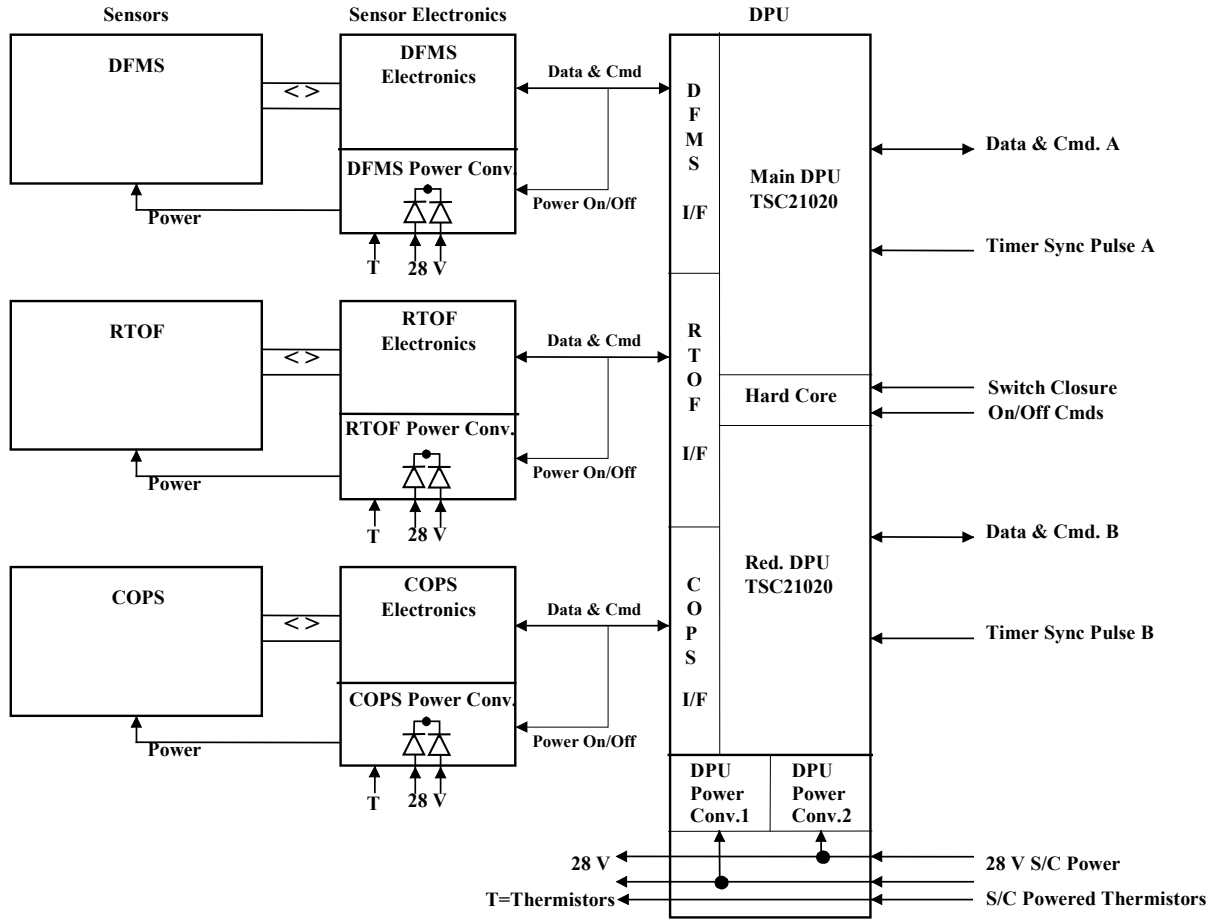 Sensors
Sensor Electronics
DPU
DFMS
< >
DFMS
Electronics
DFMS Power Conv.
Power
T
28 V
Data & Cmd
Power On/Off
RTOF
< >
RTOF
Electronics
RTOF Power Conv.
Power
T
28 V
Data & Cmd
Power On/Off
COPS
< >
COPS
Electronics
COPS Power Conv.
Power
T
28 V
Data & Cmd
Power On/Off
D
F
M
S
I/F
R
T
O
F
I/F
C
O
P
S
I/F
Main DPU
TSC21020
Hard Core
Red. DPU
TSC21020
DPU
Power
Conv.1
DPU
Power
Conv.2
Data & Cmd. A
Timer Sync Pulse A
Switch Closure
On/Off Cmds
Data & Cmd. B
Timer Sync Pulse B
28 V
28 V S/C Power
T=Thermistors
S/C Powered Thermistors